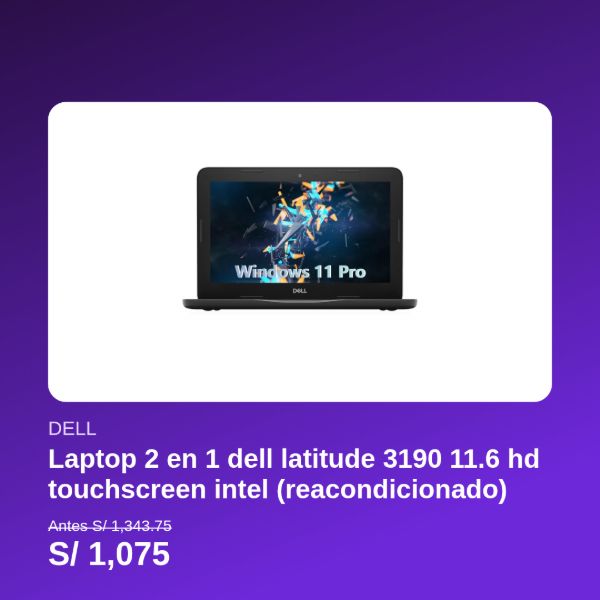 Windows 11 Pro
DELL
DELL
Laptop 2 en 1 dell latitude 3190 11.6 hd
touchscreen intel (reacondicionado)
Antes S/ 1,343.75
S/ 1,075